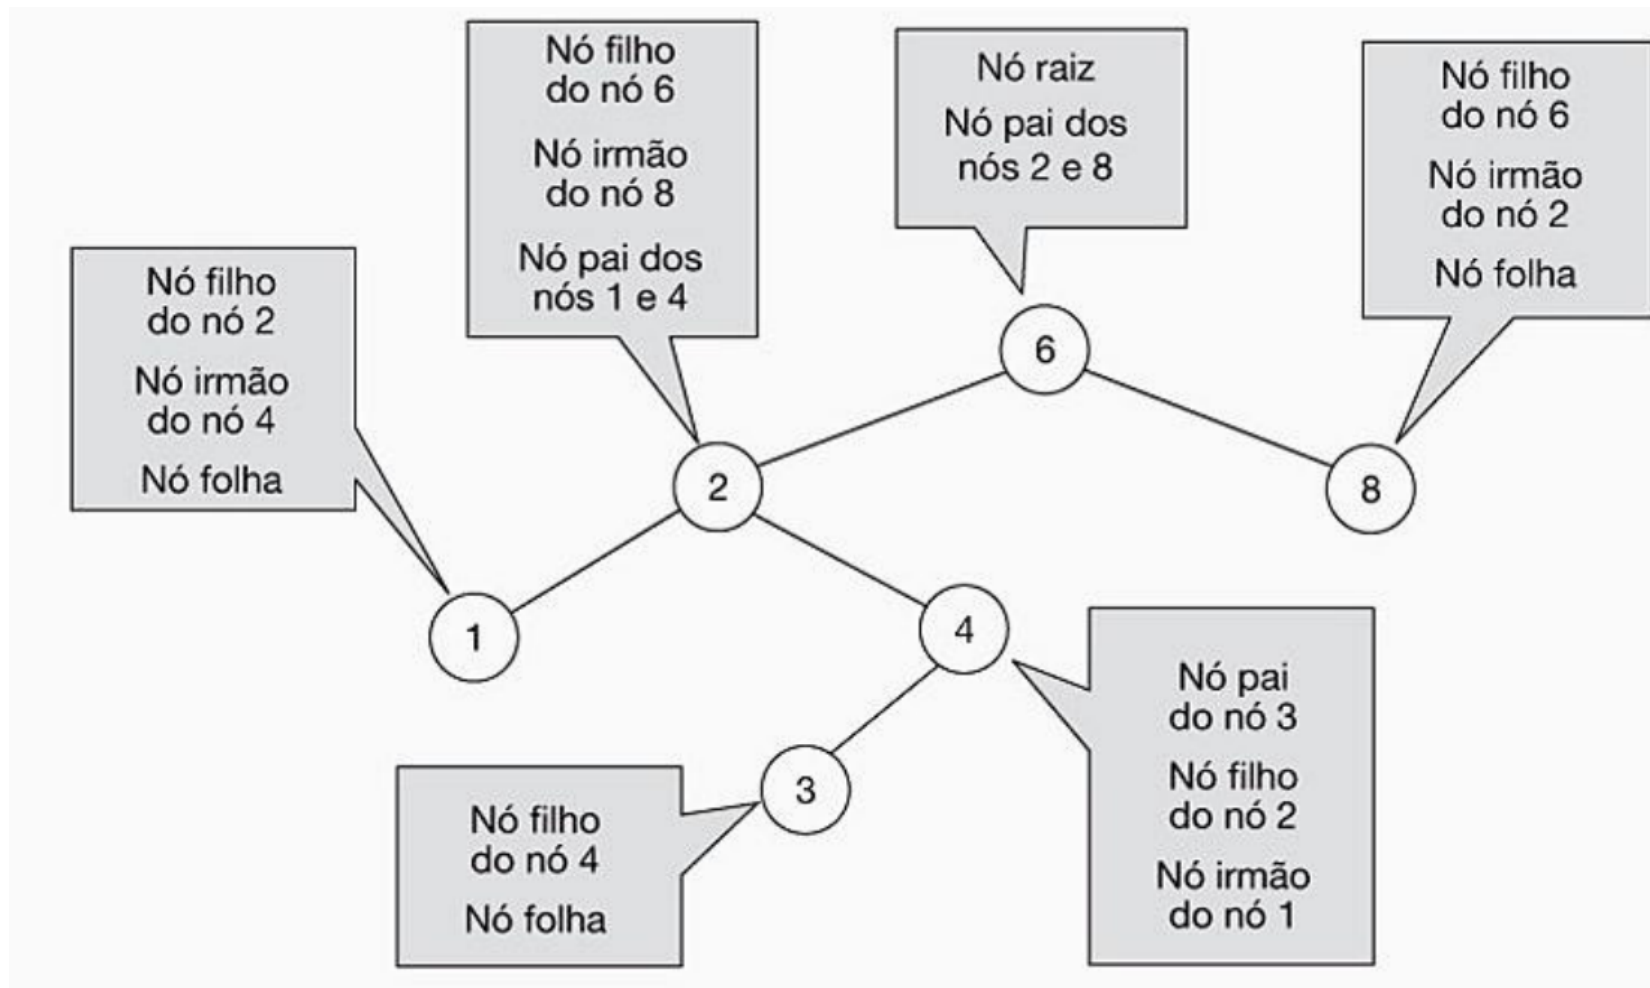 Nó filho
do nó 6
Nó irmão
do nó 8
Nó pai dos
nós 1 e 4
Nó raiz
Nó pai dos
nós 2 e 8
Nó filho
do nó 6
Nó irmão
do nó 2
Nó folha
Nó filho
do nó 2
Nó irmão
do nó 4
Nó folha
6
2
8
1
4
3
Nó pai
do nó 3
Nó filho
do nó 2
Nó irmão
do nó 1
Nó filho
do nó 4
Nó folha